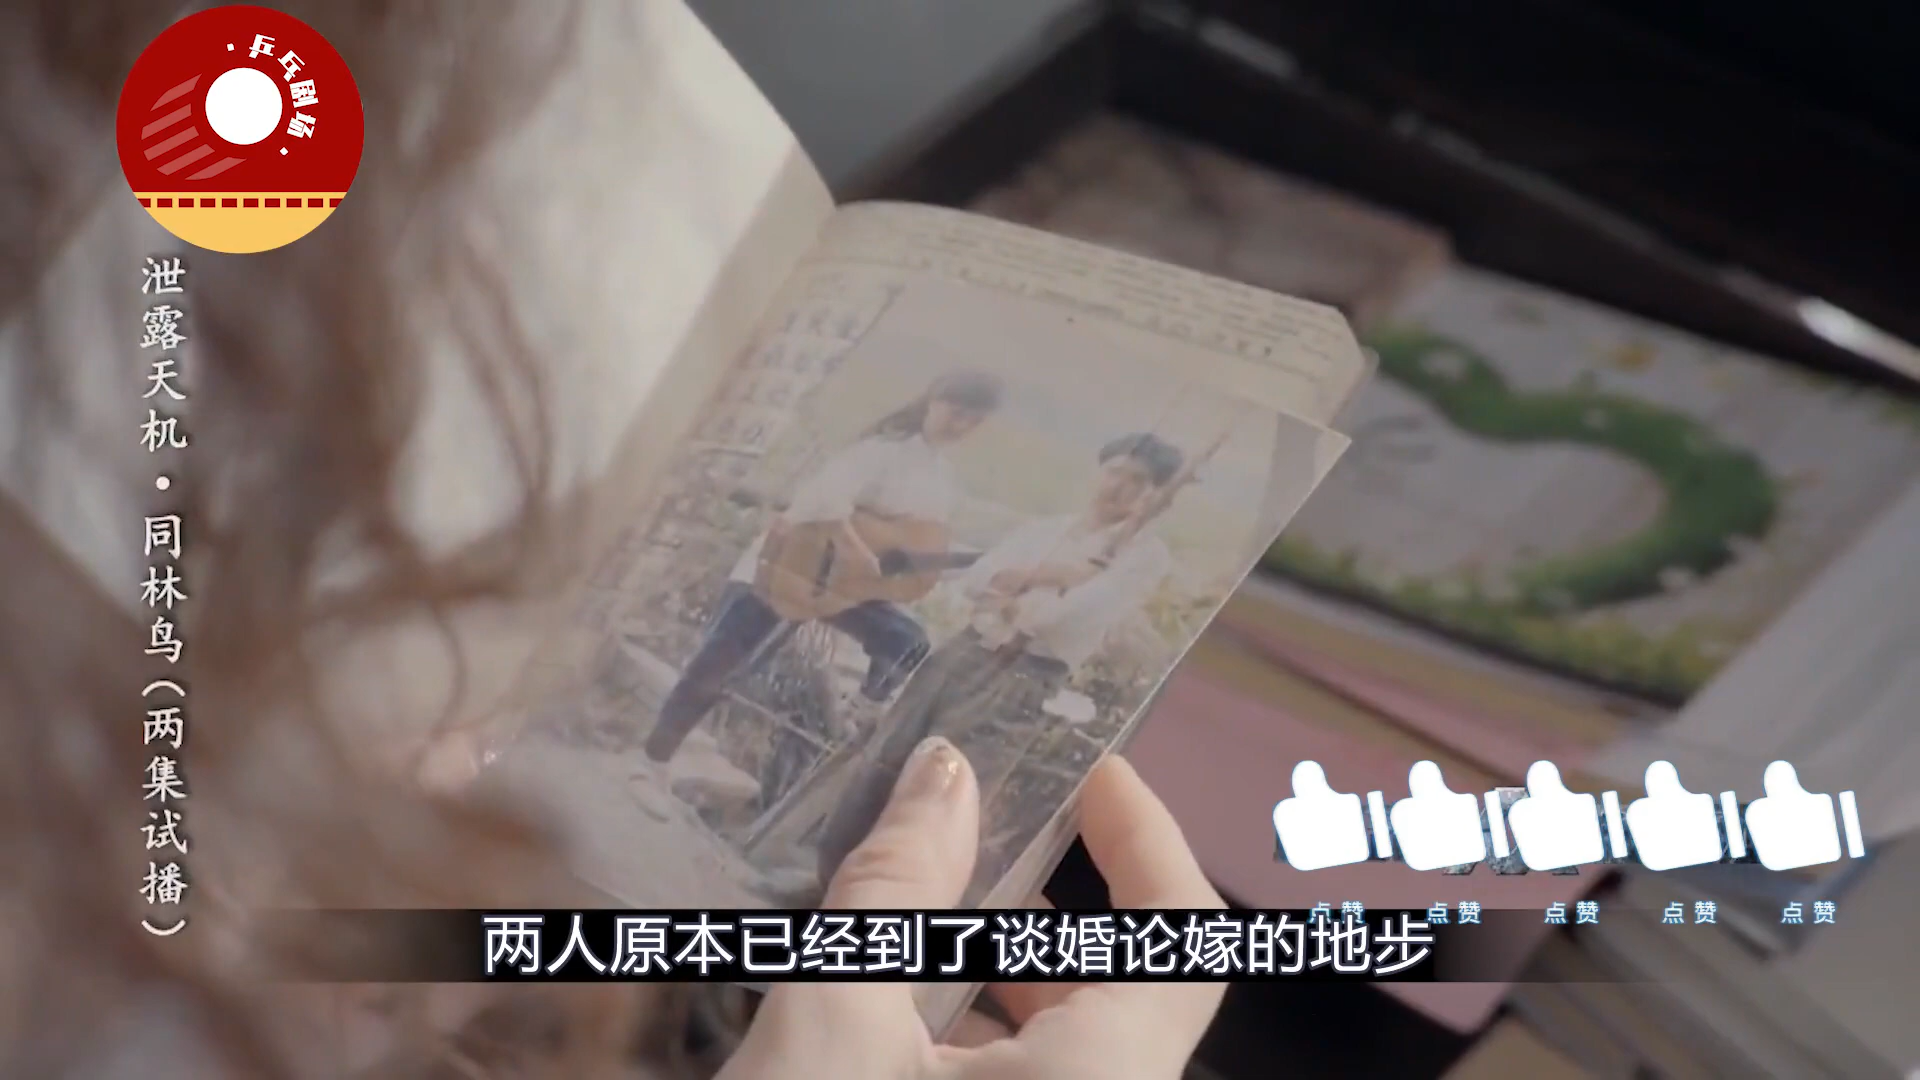 ·乒乓剧场·
泄露天机·同林鸟（两集试播）
点赞 点赞 点赞 点赞 点赞
两人原本已经到了谈婚论嫁的地步